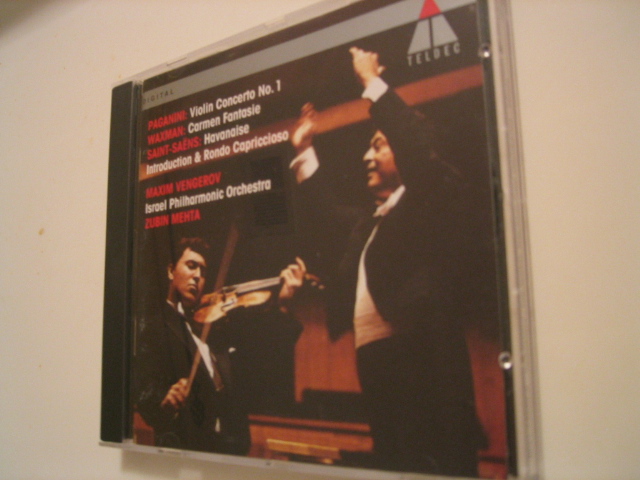 DIGITAL
PAGANINI: Violin Concerto No. 1
WAXMAN: Carmen Fantasie
SAINT-SAËNS: Havanaise
Introduction & Rondo Capriccioso
MAXIM VENGEROV
Israel Philharmonic Orchestra
ZUBIN MEHTA
TELDEC